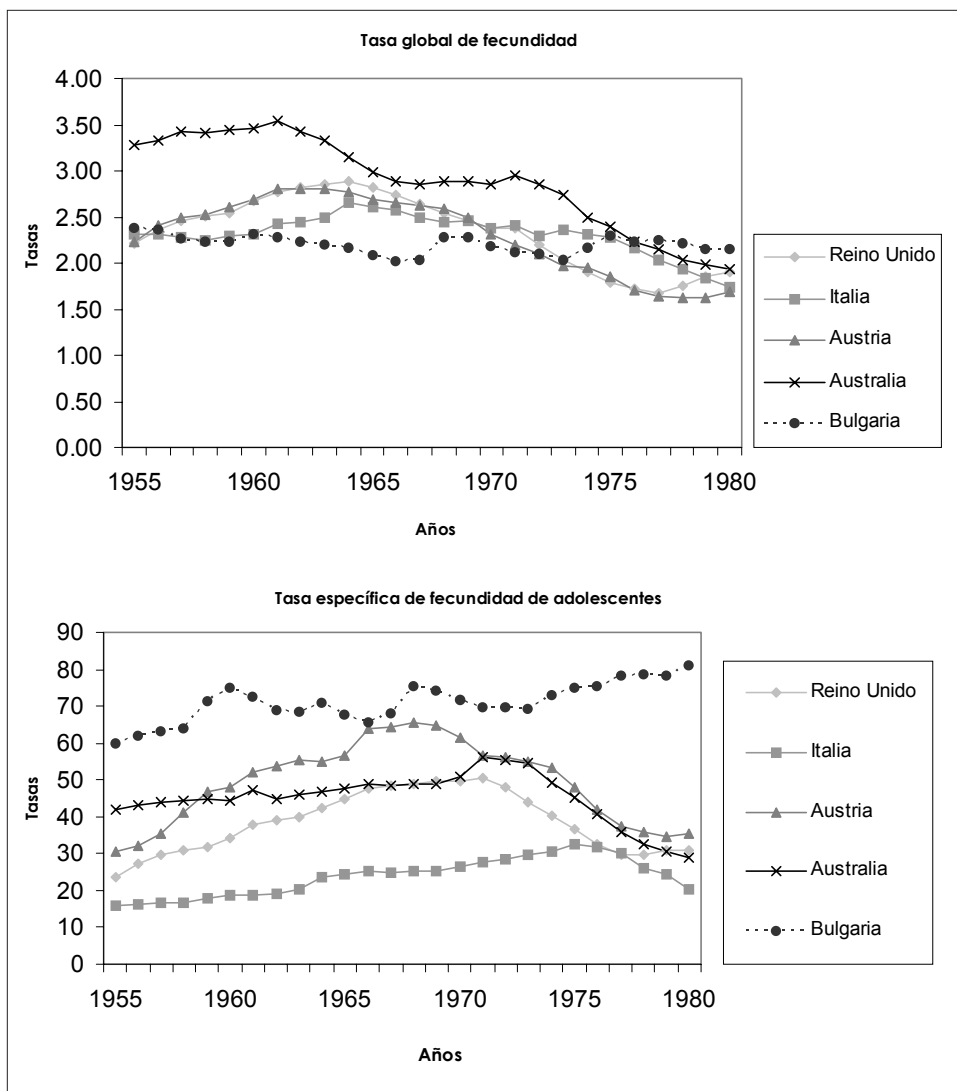 Tasa global de fecundidad
4.00
3.50
3.00
2.50
2.00
1.50
1.00
0.50
0.00
Tasas
1955 1960 1965 1970 1975 1980
Años
Reino Unido
Italia
Austria
Australia
Bulgaria
Tasa específica de fecundidad de adolescentes
90
80
70
60
50
40
30
20
10
0
Tasas
1955 1960 1965 1970 1975 1980
Años
Reino Unido
Italia
Austria
Australia
Bulgaria